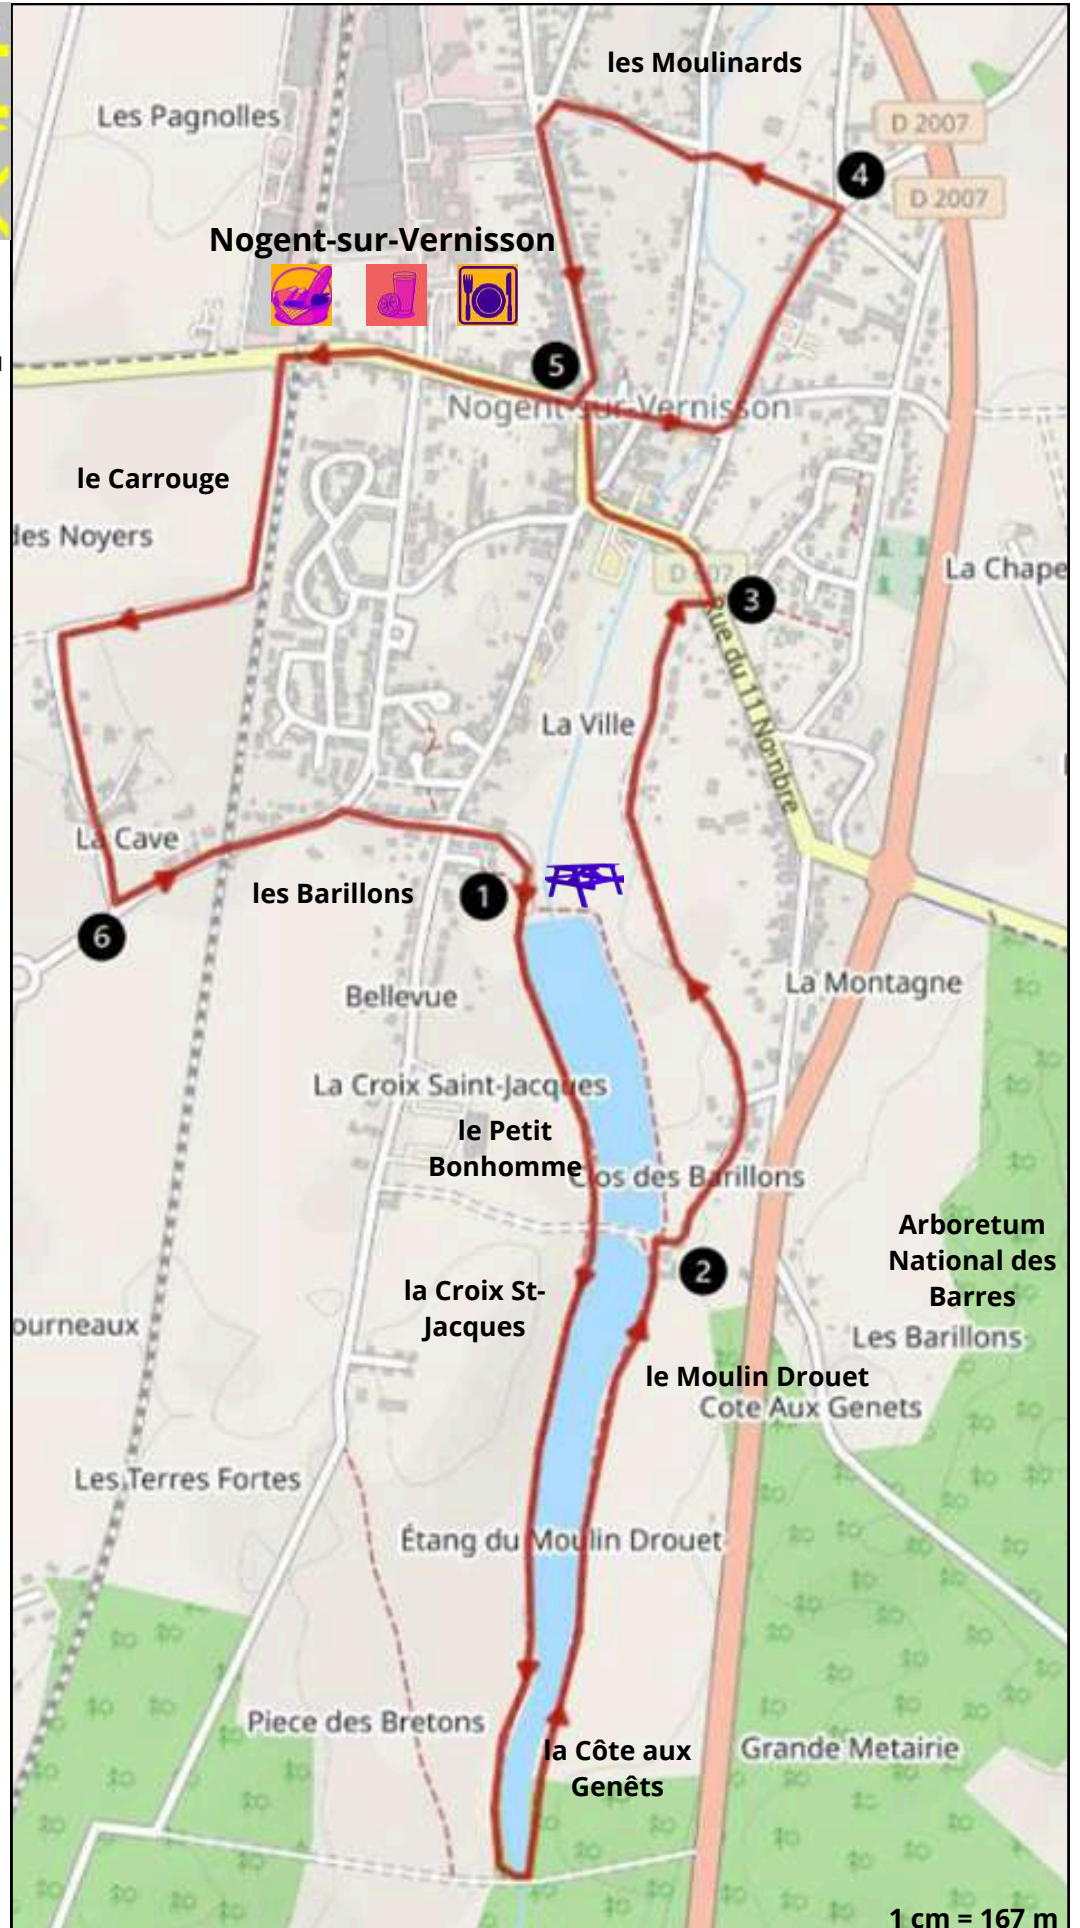 les Moulinards
Les Pagnolles
D 2007
4
D 2007
Nogent-sur-Vernisson
5
Nogent-sur-Vernisson
le Carrouge
des Noyers
La Chape
D
3
Rue du 11 Nombre
La Ville
La Cave
les Barillons
1
6
La Montagne
Bellevue
La Croix Saint-Jacques
le Petit
Bonhomme
Clos des Barillons
Arboretum
National des
Barres
2
la Croix St-
Jacques
ourneaux
Les Barillons
le Moulin Drouet
Cote Aux Genets
Les Terres Fortes
Étang du Moulin Drouet
Piece des Bretons
la Côte aux
Genêts
Grande Metairie
1 cm = 167 m